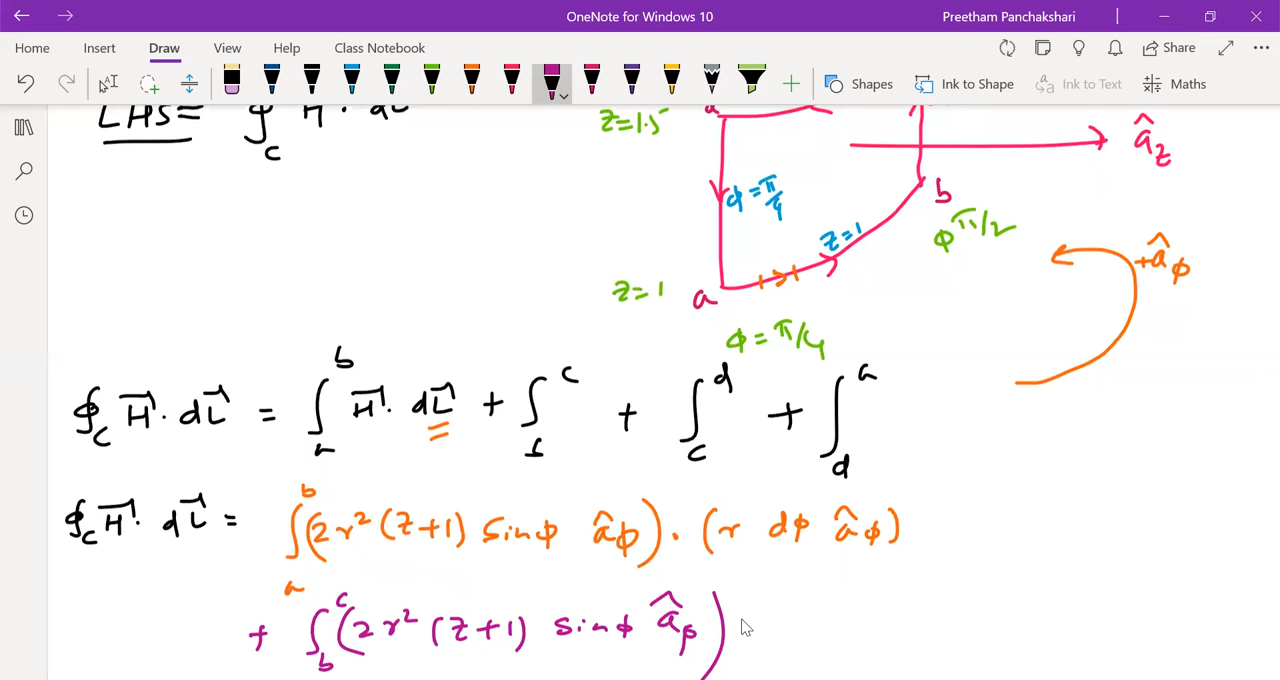 OneNote for Windows 10
Preetham Panchakshari
Home Insert Draw View Help Class Notebook Share
Shapes Ink to Shape Ink to Text Maths
LHS = ∮_C H · dL
z=1.5
d
â_z
ϕ = π/4
b
z=1
ϕ π/2
+â_ϕ
z=1
a
ϕ = π/4
∮_C H⃗ · dL⃗ = ∫_a^b H⃗ · dL⃗ + ∫_b^c + ∫_c^d + ∫_d^a
∮_C H⃗ · dL⃗ = ∫_a^b (2r² (z+1) sinϕ â_ϕ) · (r dϕ â_ϕ)
+ ∫_b^c (2r² (z+1) sinϕ â_ϕ)